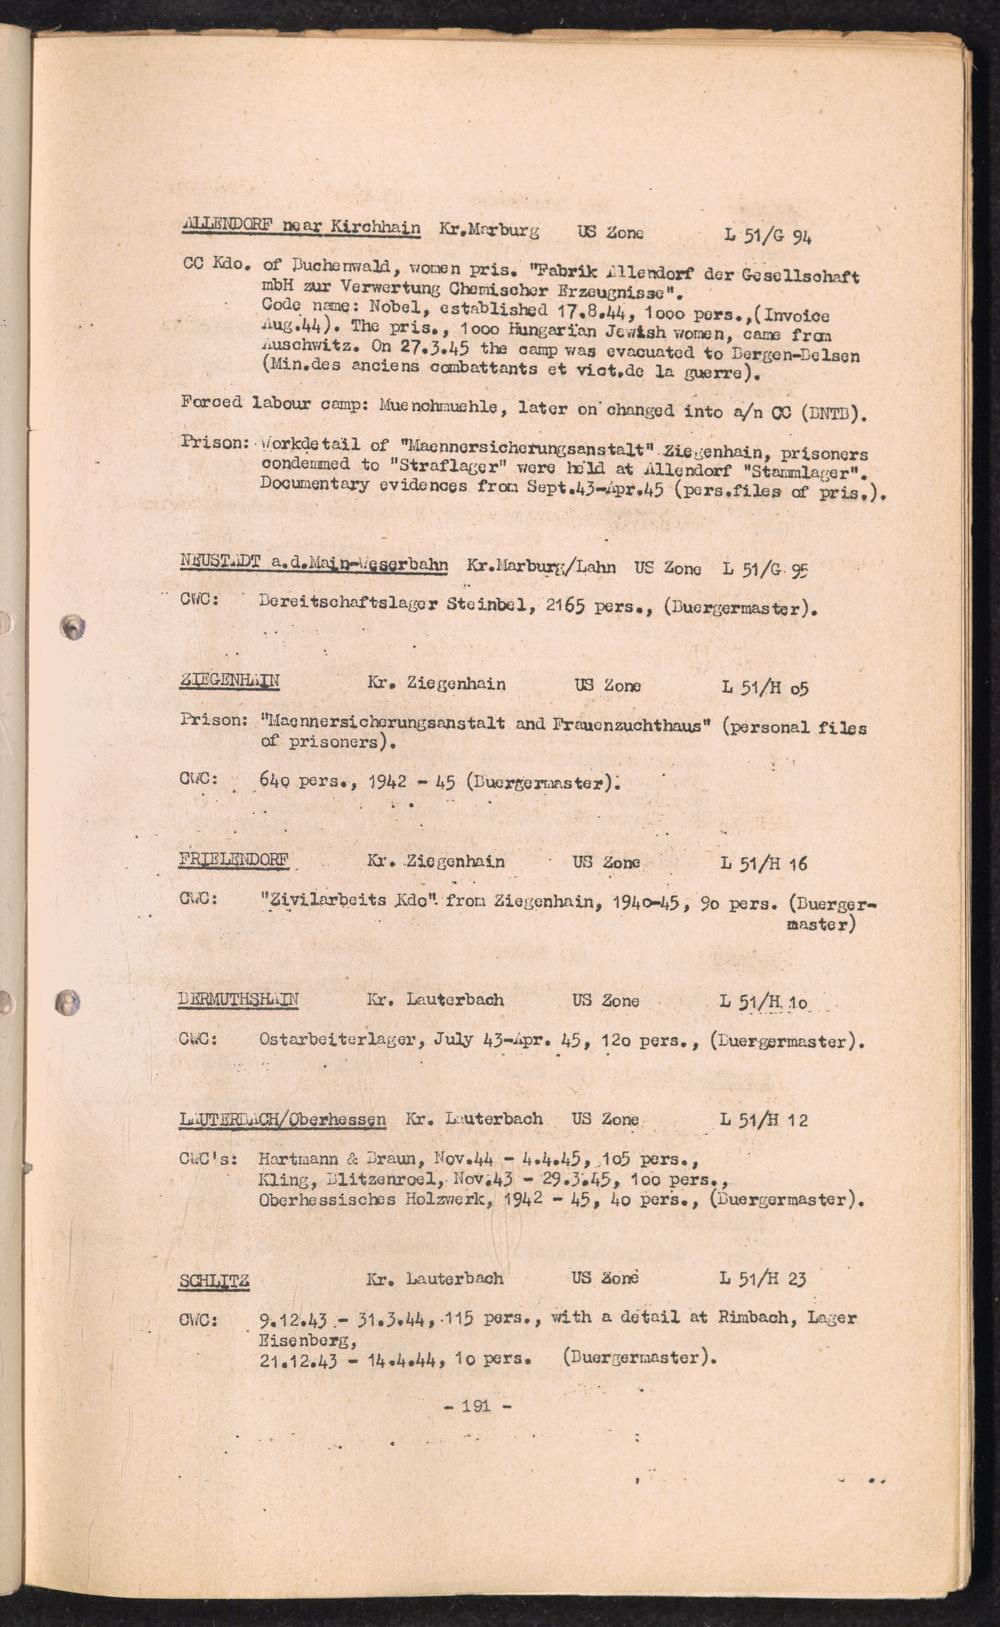 ALLENDORF near Kirchhain Kr.Marburg US Zone L 51/G 94
CC Kdo. of Buchenwald, women pris. "Fabrik Allendorf der Gesellschaft
mbH zur Verwertung Chemischer Erzeugnisse".
Code name: Nobel, established 17.8.44, 1ooo pers.,(Invoice
Aug.44). The pris., 1ooo Hungarian Jewish women, came from
Auschwitz. On 27.3.45 the camp was evacuated to Bergen-Belsen
(Min.des anciens combattants et vict.de la guerre).
Forced labour camp: Muenchmuehle, later on changed into a/n CC (BNTB).
Prison: Workdetail of "Maennersicherungsanstalt" Ziegenhain, prisoners
condemned to "Straflager" were held at Allendorf "Stammlager".
Documentary evidences from Sept.43-Apr.45 (pers.files of pris.).
NEUSTADT a.d.Main-Weserbahn Kr.Marburg/Lahn US Zone L 51/G 95
CWC: Bereitschaftslager Steinbel, 2165 pers., (Buergermaster).
ZIEGENHAIN Kr. Ziegenhain US Zone L 51/H o5
Prison: "Maennersicherungsanstalt and Frauenzuchthaus" (personal files
of prisoners).
CWC: 64o pers., 1942 - 45 (Buergermaster).
FRIELENDORF Kr. Ziegenhain US Zone L 51/H 16
CWC: "Zivilarbeits Kdo" from Ziegenhain, 194o-45, 9o pers. (Buerger-
master)
BERMUTHSHAIN Kr. Lauterbach US Zone L 51/H 1o
CWC: Ostarbeiterlager, July 43-Apr. 45, 12o pers., (Buergermaster).
LAUTERBACH/Oberhessen Kr. Lauterbach US Zone L 51/H 12
CWC's: Hartmann & Braun, Nov.44 - 4.4.45, 1o5 pers.,
Kling, Blitzenroel, Nov.43 - 29.3.45, 1oo pers.,
Oberhessisches Holzwerk, 1942 - 45, 4o pers., (Buergermaster).
SCHLITZ Kr. Lauterbach US Zone L 51/H 23
CWC: 9.12.43 - 31.3.44, 115 pers., with a detail at Rimbach, Lager
Eisenberg,
21.12.43 - 14.4.44, 1o pers. (Buergermaster).
- 191 -